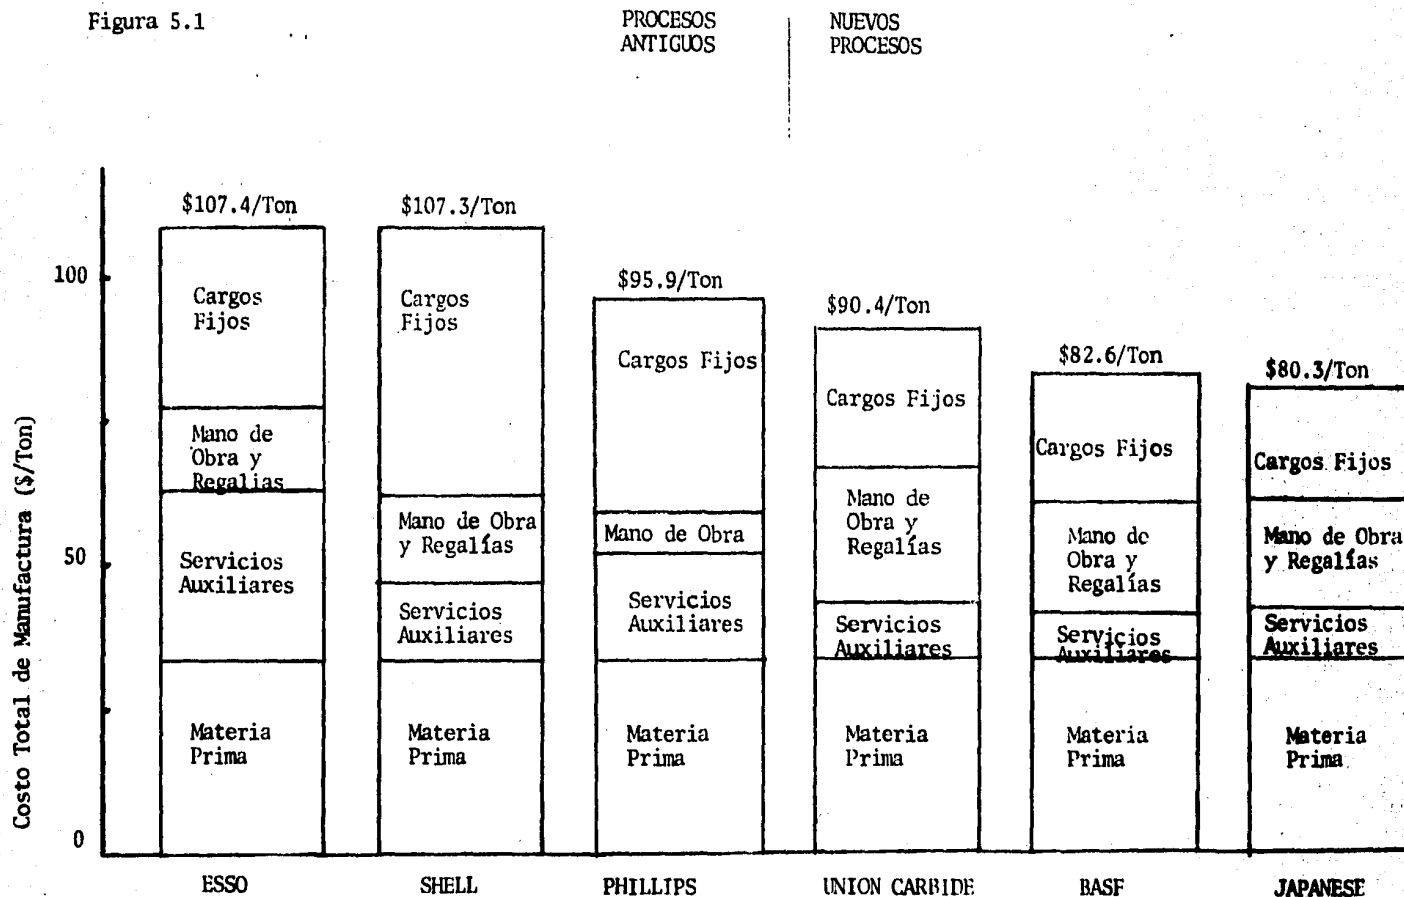 Figura 5.1
PROCESOS
ANTIGUOS
NUEVOS
PROCESOS
Costo Total de Manufactura ($/Ton)
100
50
0
$107.4/Ton
Cargos
Fijos
Mano de
Obra y
Regalias
Servicios
Auxiliares
Materia
Prima
ESSO
$107.3/Ton
Cargos
Fijos
Mano de Obra
y Regalías
Servicios
Auxiliares
Materia
Prima
SHELL
$95.9/Ton
Cargos Fijos
Mano de Obra
Servicios
Auxiliares
Materia
Prima
PHILLIPS
$90.4/Ton
Cargos Fijos
Mano de
Obra y
Regalías
Servicios
Auxiliares
Materia
Prima
UNION CARBIDE
$82.6/Ton
Cargos Fijos
Mano de
Obra y
Regalías
Servicios
Auxiliares
Materia
Prima
BASF
$80.3/Ton
Cargos Fijos
Mano de Obra
y Regalías
Servicios
Auxiliares
Materia
Prima
JAPANESE